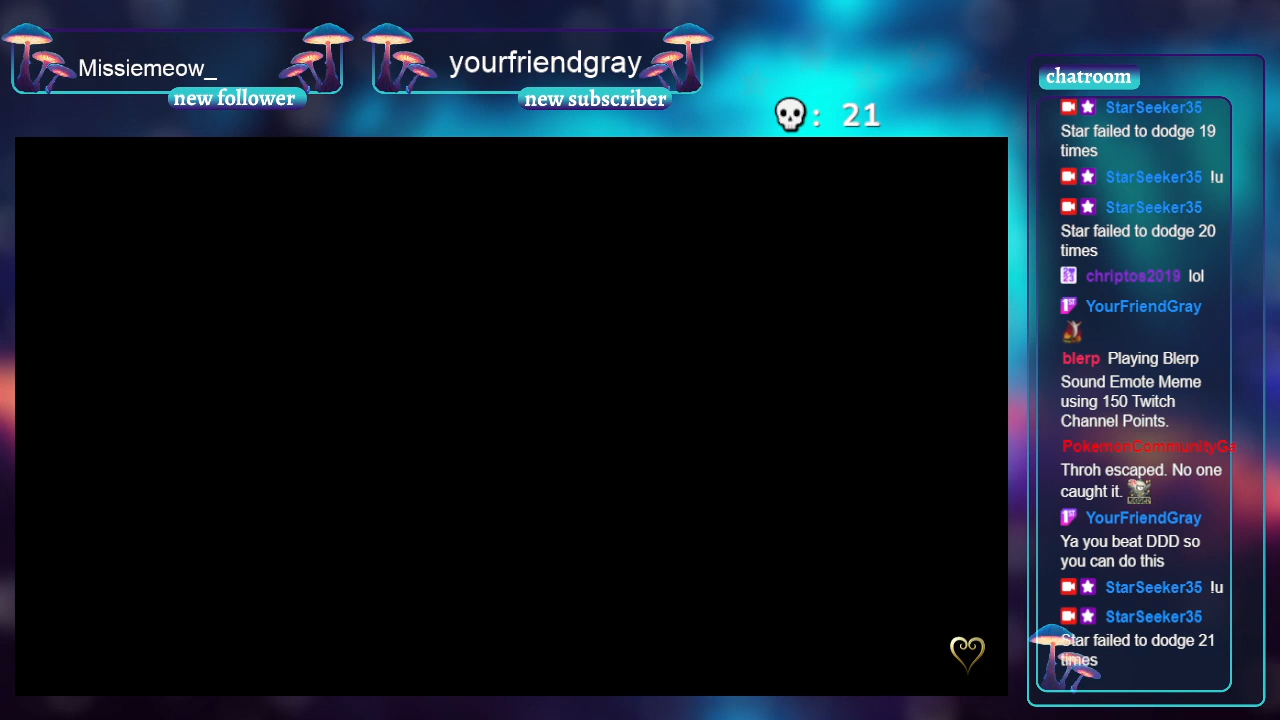 Missiemeow_
new follower
yourfriendgray
new subscriber
: 21
chatroom
StarSeeker35
Star failed to dodge 19
times
StarSeeker35 !u
StarSeeker35
Star failed to dodge 20
times
chriptos2019 lol
YourFriendGray
blerp Playing Blerp
Sound Emote Meme
using 150 Twitch
Channel Points.
PokemonCommunityGa
Throh escaped. No one
caught it.
YourFriendGray
Ya you beat DDD so
you can do this
StarSeeker35 !u
StarSeeker35
Star failed to dodge 21
times